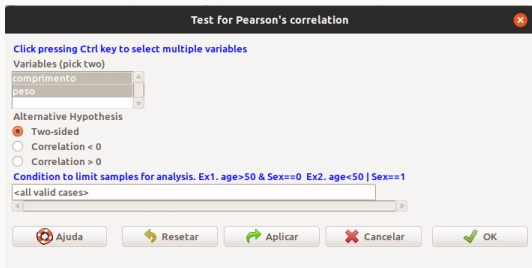 Test for Pearson's correlation
Click pressing Ctrl key to select multiple variables
Variables (pick two)
comprimento
peso
Alternative Hypothesis
Two-sided
Correlation < 0
Correlation > 0
Condition to limit samples for analysis. Ex1. age>50 & Sex==0 Ex2. age<50 | Sex==1
<all valid cases>
Ajuda Resetar Aplicar Cancelar OK